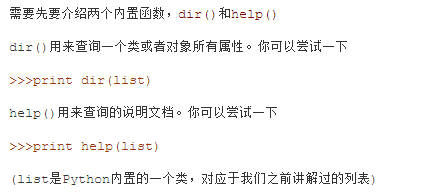 需要先要介绍两个内置函数，dir()和help()
dir()用来查询一个类或者对象所有属性。你可以尝试一下
>>>print dir(list)
help()用来查询的说明文档。你可以尝试一下
>>>print help(list)
(list是Python内置的一个类，对应于我们之前讲解过的列表)